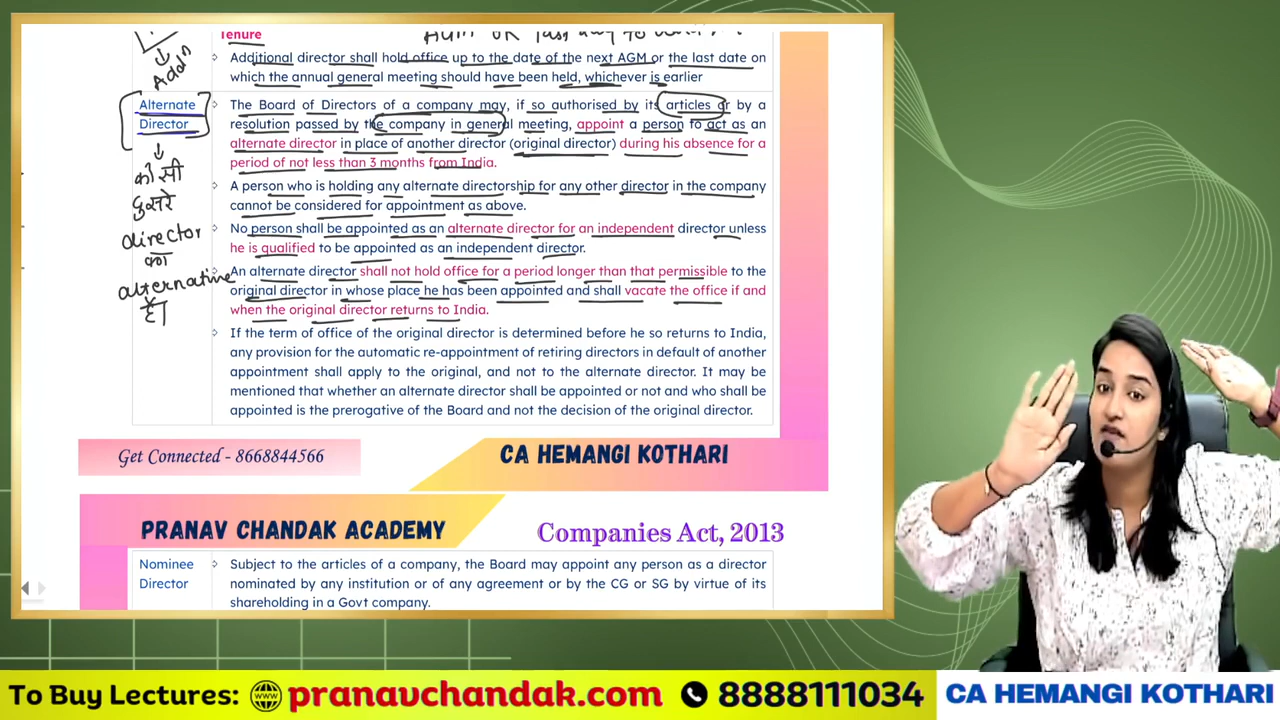 Tenure
Additional director shall hold office up to the date of the next AGM or the last date on
which the annual general meeting should have been held, whichever is earlier
Addn
Alternate
Director
The Board of Directors of a company may, if so authorised by its articles or by a
resolution passed by the company in general meeting, appoint a person to act as an
alternate director in place of another director (original director) during his absence for a
period of not less than 3 months from India.
A person who is holding any alternate directorship for any other director in the company
cannot be considered for appointment as above.
No person shall be appointed as an alternate director for an independent director unless
he is qualified to be appointed as an independent director.
An alternate director shall not hold office for a period longer than that permissible to the
original director in whose place he has been appointed and shall vacate the office if and
when the original director returns to India.
If the term of office of the original director is determined before he so returns to India,
any provision for the automatic re-appointment of retiring directors in default of another
appointment shall apply to the original, and not to the alternate director. It may be
mentioned that whether an alternate director shall be appointed or not and who shall be
appointed is the prerogative of the Board and not the decision of the original director.
कोसी
दुसरे
director
का
alternative
है।
Get Connected - 8668844566
CA HEMANGI KOTHARI
PRANAV CHANDAK ACADEMY
Companies Act, 2013
Nominee
Director
Subject to the articles of a company, the Board may appoint any person as a director
nominated by any institution or of any agreement or by the CG or SG by virtue of its
shareholding in a Govt company.
To Buy Lectures: pranavchandak.com 8888111034 CA HEMANGI KOTHARI